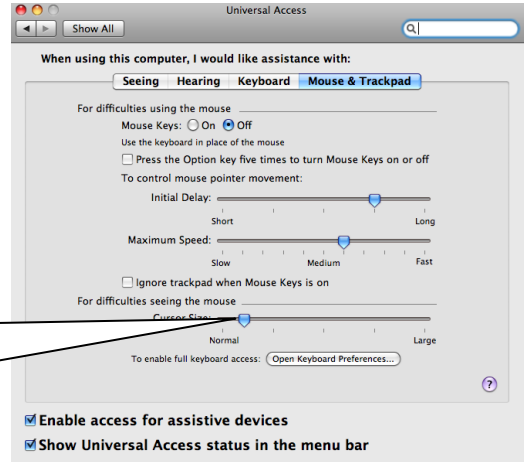 Universal Access
Show All
When using this computer, I would like assistance with:
Seeing Hearing Keyboard Mouse & Trackpad
For difficulties using the mouse
Mouse Keys: On Off
Use the keyboard in place of the mouse
Press the Option key five times to turn Mouse Keys on or off
To control mouse pointer movement:
Initial Delay:
Short Long
Maximum Speed:
Slow Medium Fast
Ignore trackpad when Mouse Keys is on
For difficulties seeing the mouse
Cursor Size:
Normal Large
To enable full keyboard access: Open Keyboard Preferences...
?
Enable access for assistive devices
Show Universal Access status in the menu bar